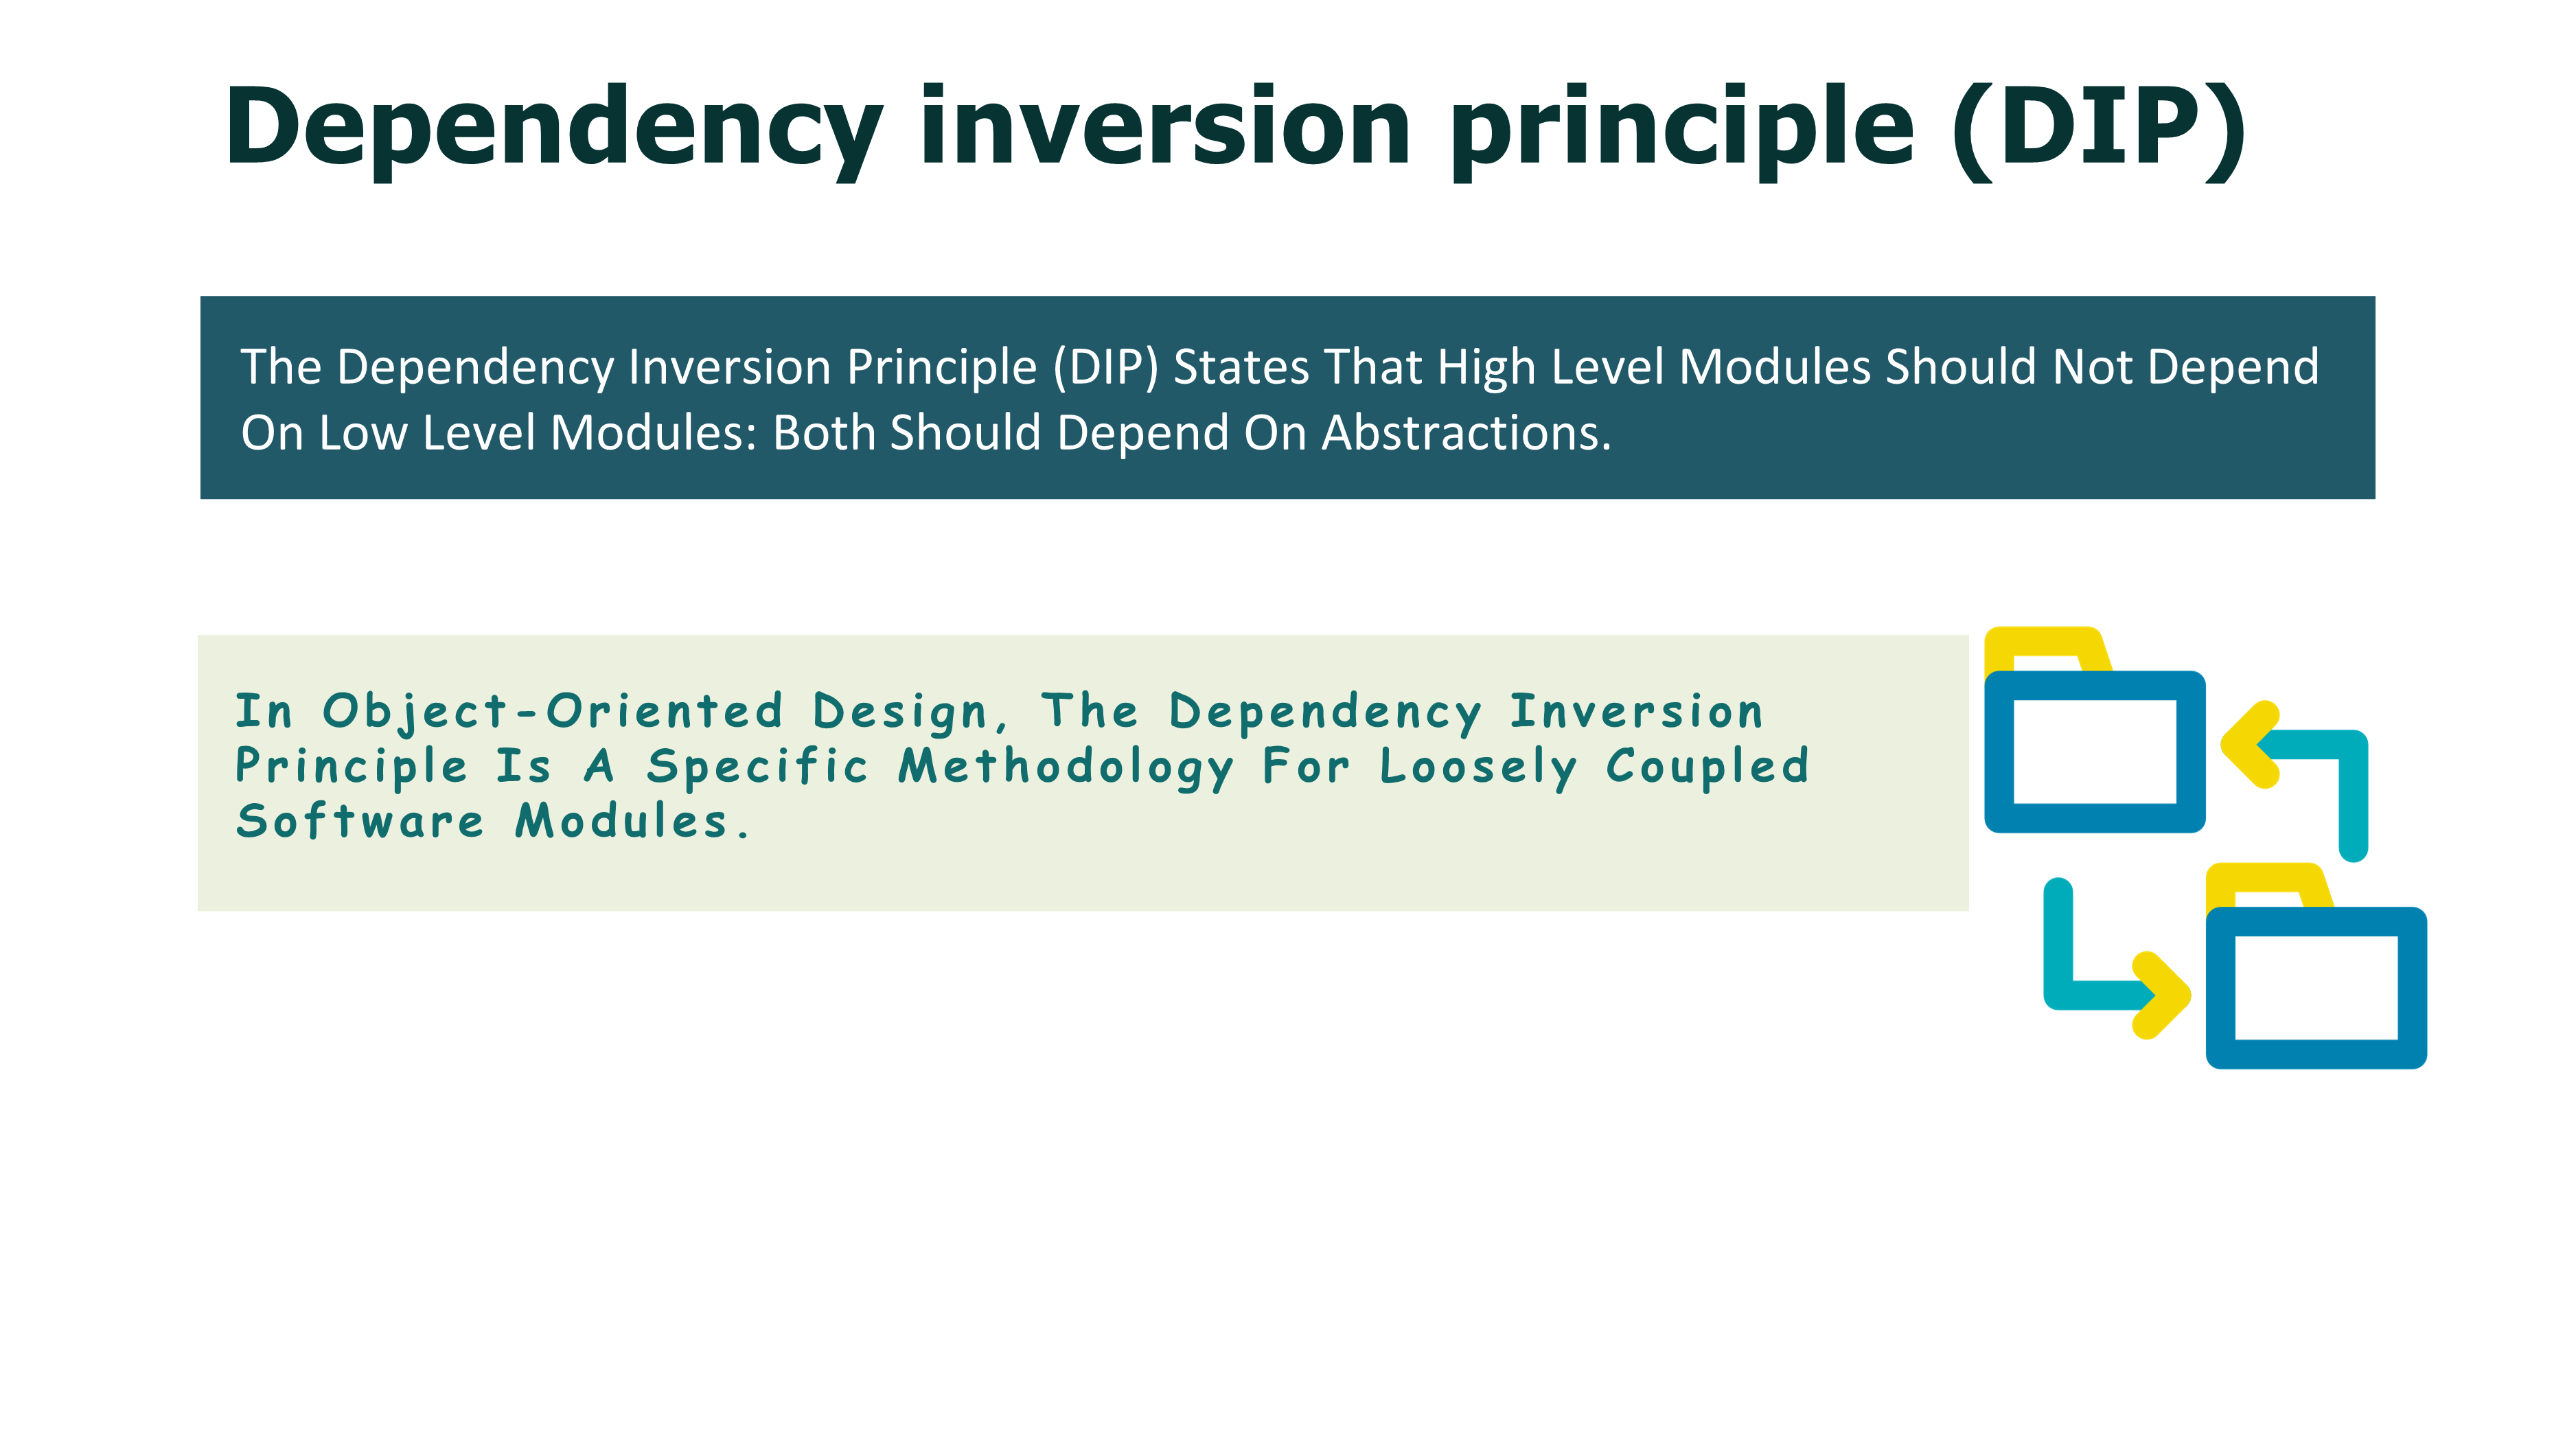 Dependency inversion principle (DIP)
The Dependency Inversion Principle (DIP) States That High Level Modules Should Not Depend
On Low Level Modules: Both Should Depend On Abstractions.
In Object-Oriented Design, The Dependency Inversion
Principle Is A Specific Methodology For Loosely Coupled
Software Modules.